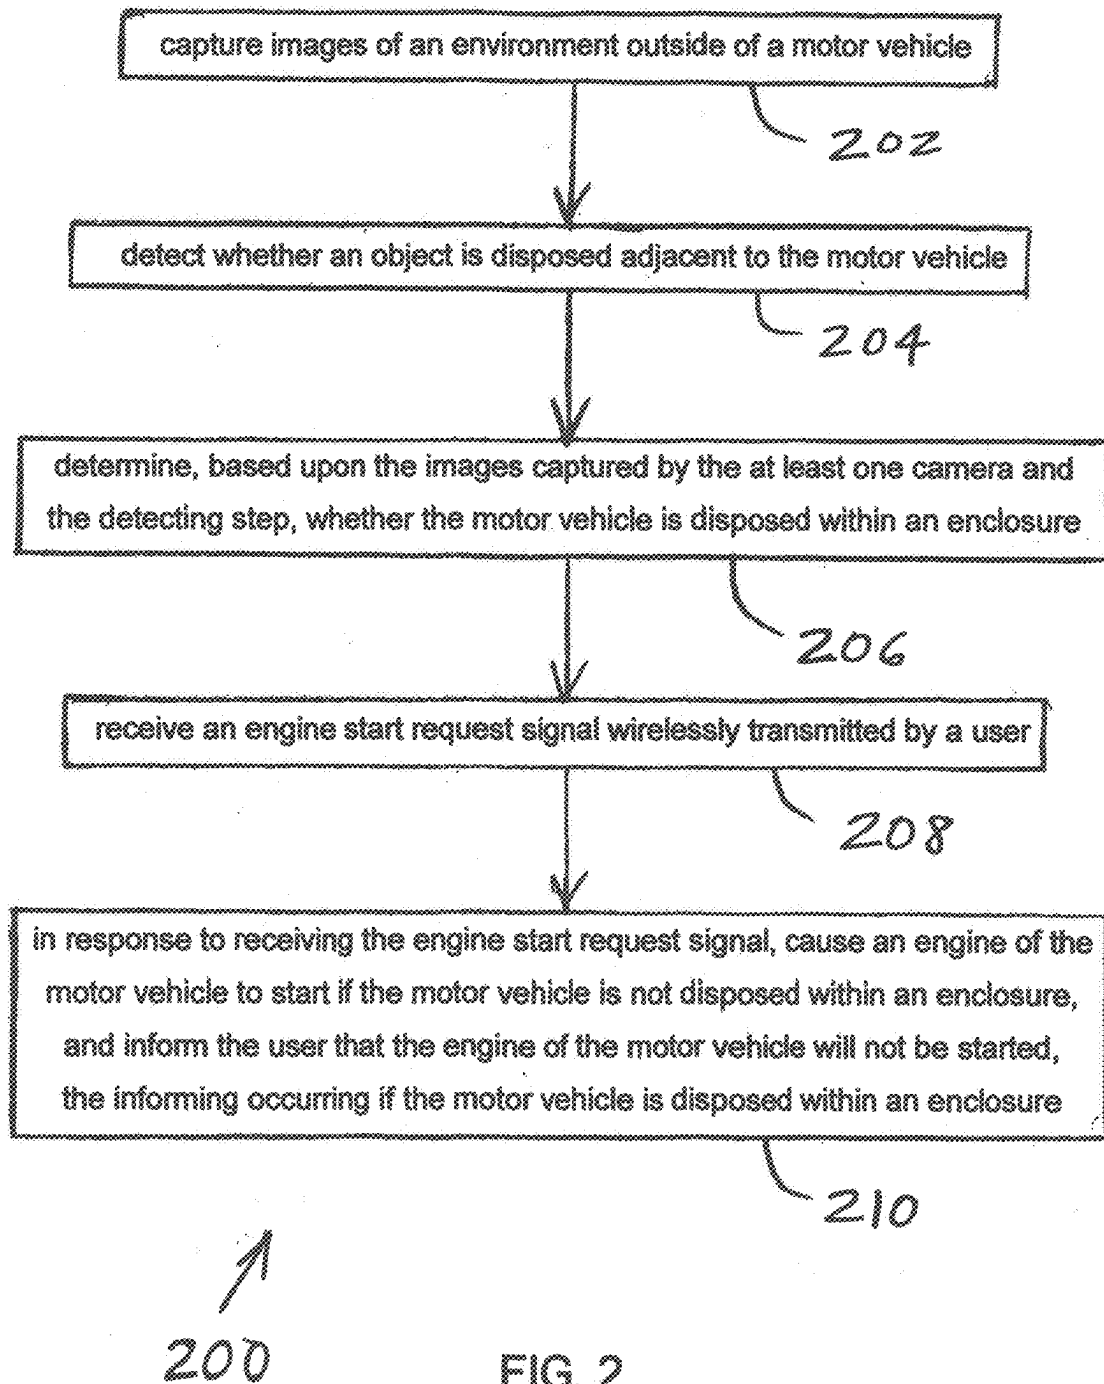 capture images of an environment outside of a motor vehicle
202
detect whether an object is disposed adjacent to the motor vehicle
204
determine, based upon the images captured by the at least one camera and
the detecting step, whether the motor vehicle is disposed within an enclosure
206
receive an engine start request signal wirelessly transmitted by a user
208
in response to receiving the engine start request signal, cause an engine of the
motor vehicle to start if the motor vehicle is not disposed within an enclosure,
and inform the user that the engine of the motor vehicle will not be started,
the informing occurring if the motor vehicle is disposed within an enclosure
210
200
FIG. 2